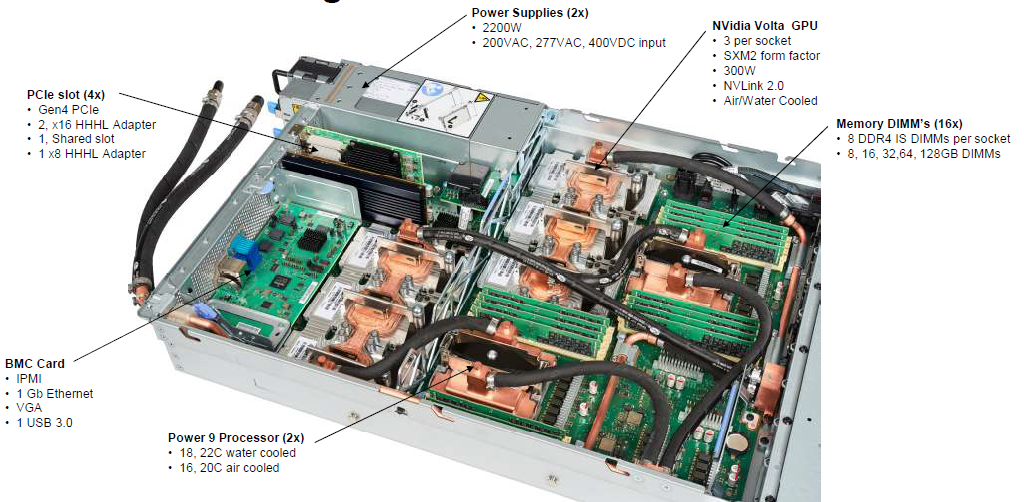 Power Supplies (2x)
• 2200W
• 200VAC, 277VAC, 400VDC input
NVidia Volta GPU
• 3 per socket
• SXM2 form factor
• 300W
• NVLink 2.0
• Air/Water Cooled
PCIe slot (4x)
• Gen4 PCIe
• 2, x16 HHHL Adapter
• 1, Shared slot
• 1 x8 HHHL Adapter
Memory DIMM's (16x)
• 8 DDR4 IS DIMMs per socket
• 8, 16, 32,64, 128GB DIMMs
BMC Card
• IPMI
• 1 Gb Ethernet
• VGA
• 1 USB 3.0
Power 9 Processor (2x)
• 18, 22C water cooled
• 16, 20C air cooled